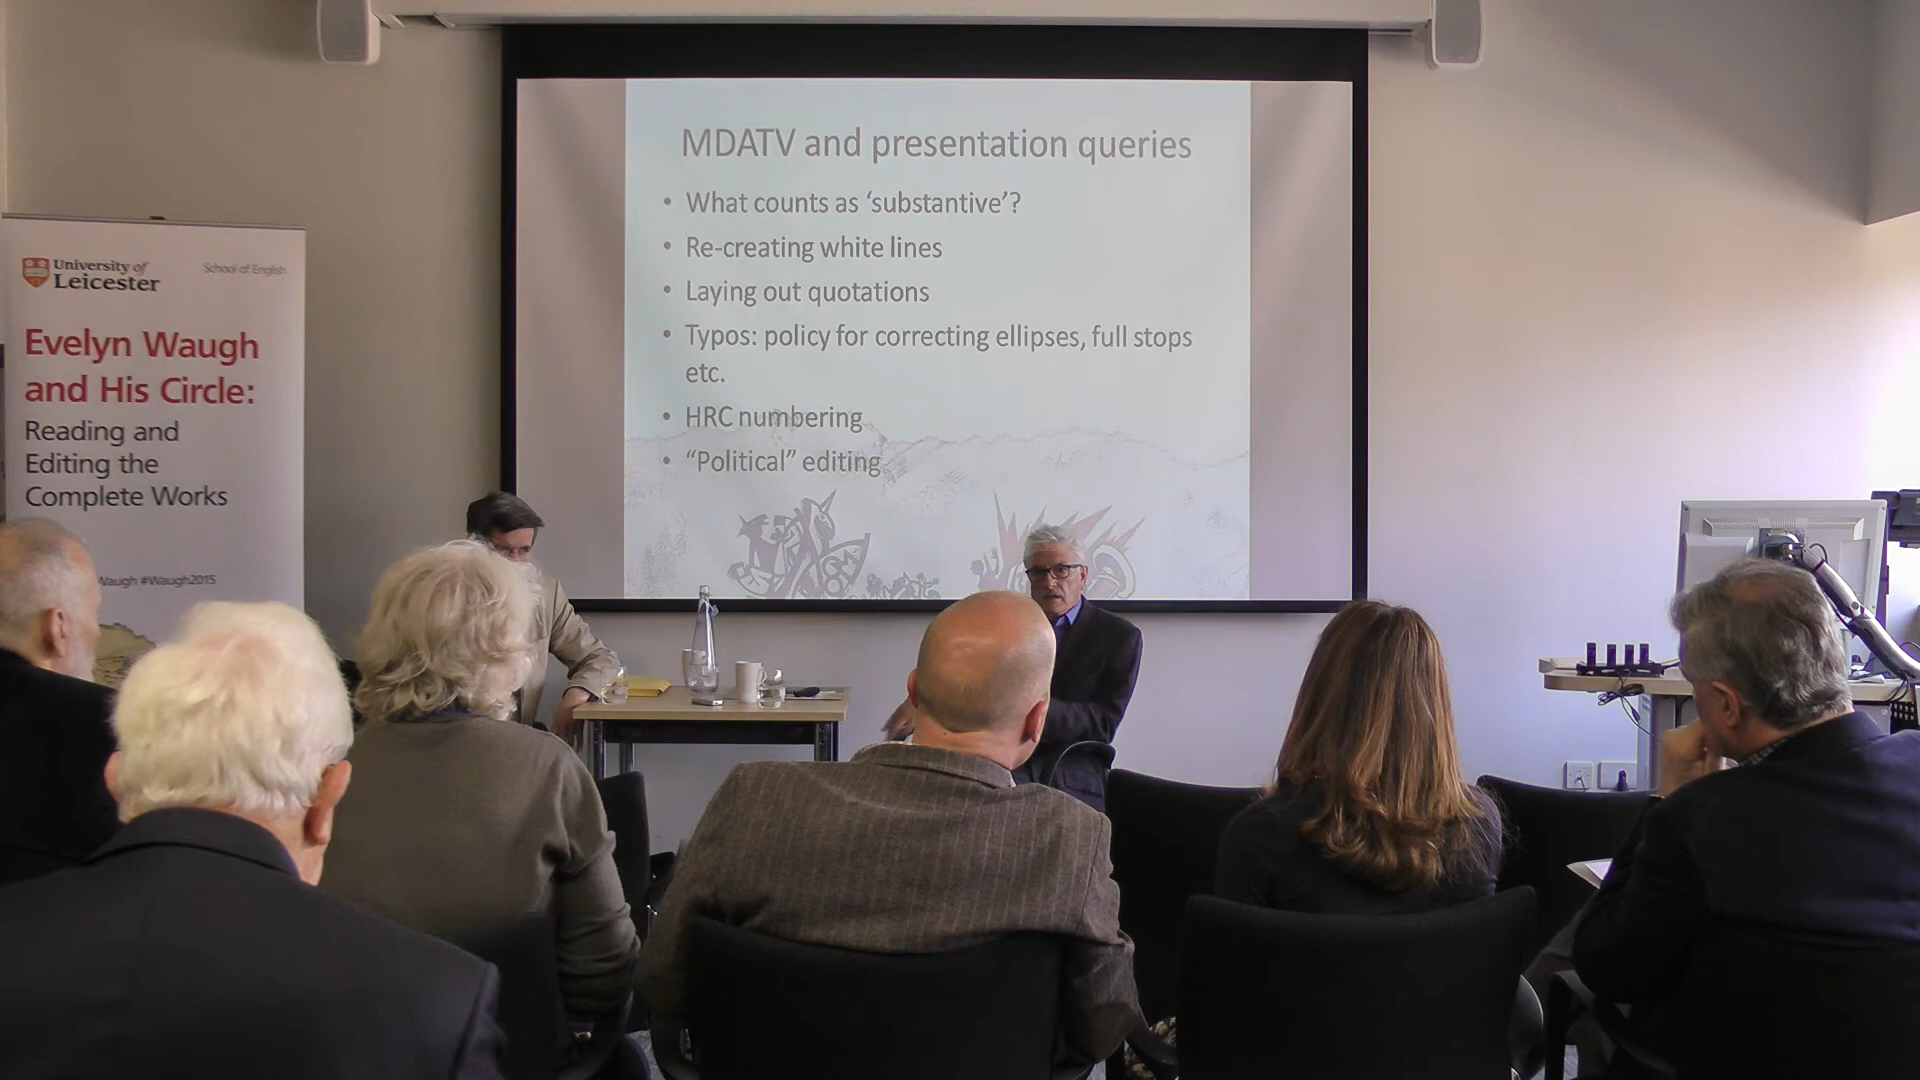 MDATV and presentation queries
• What counts as ‘substantive’?
• Re-creating white lines
• Laying out quotations
• Typos: policy for correcting ellipses, full stops
etc.
• HRC numbering
• “Political” editing
University of
Leicester
School of English
Evelyn Waugh
and His Circle:
Reading and
Editing the
Complete Works
#Waugh2015